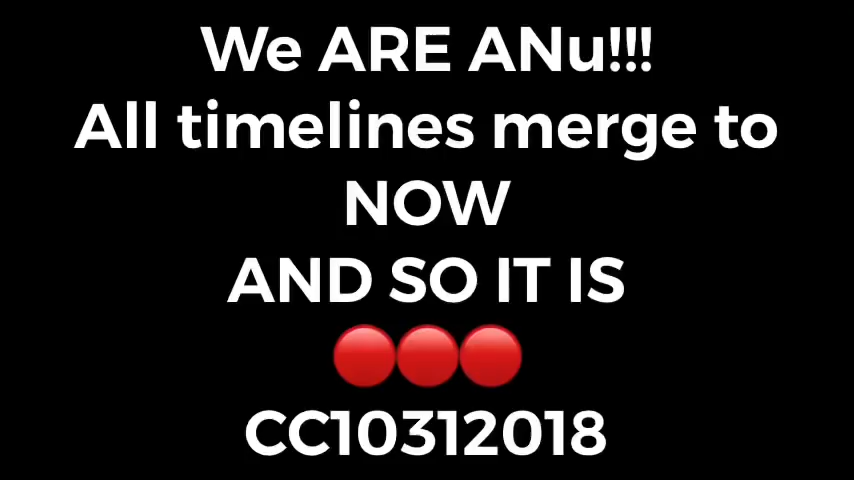 We ARE ANu!!!
All timelines merge to
NOW
AND SO IT IS
🔴🔴🔴
CC10312018